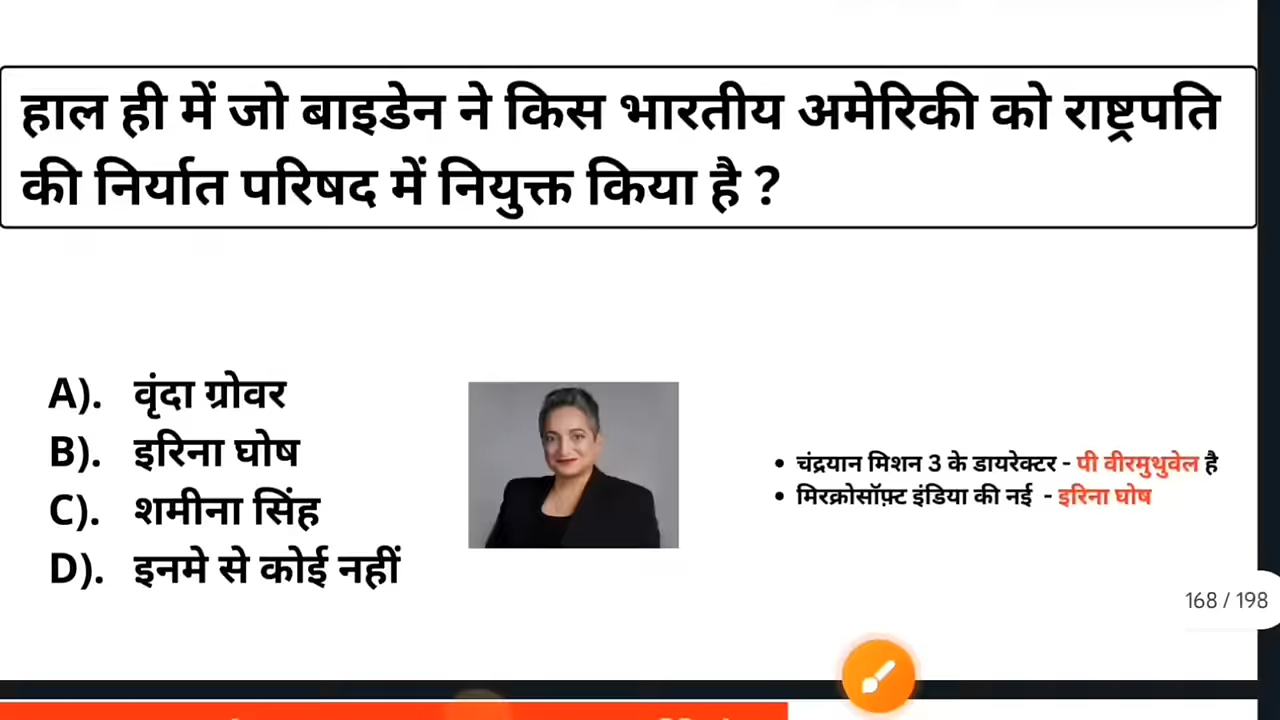 हाल ही में जो बाइडेन ने किस भारतीय अमेरिकी को राष्ट्रपति
की निर्यात परिषद में नियुक्त किया है ?
A). वृंदा ग्रोवर
B). इरिना घोष
C). शमीना सिंह
D). इनमे से कोई नहीं
• चंद्रयान मिशन 3 के डायरेक्टर - पी वीरमुथुवेल है
• मिरक्रोसॉफ़्ट इंडिया की नई - इरिना घोष
168 / 198